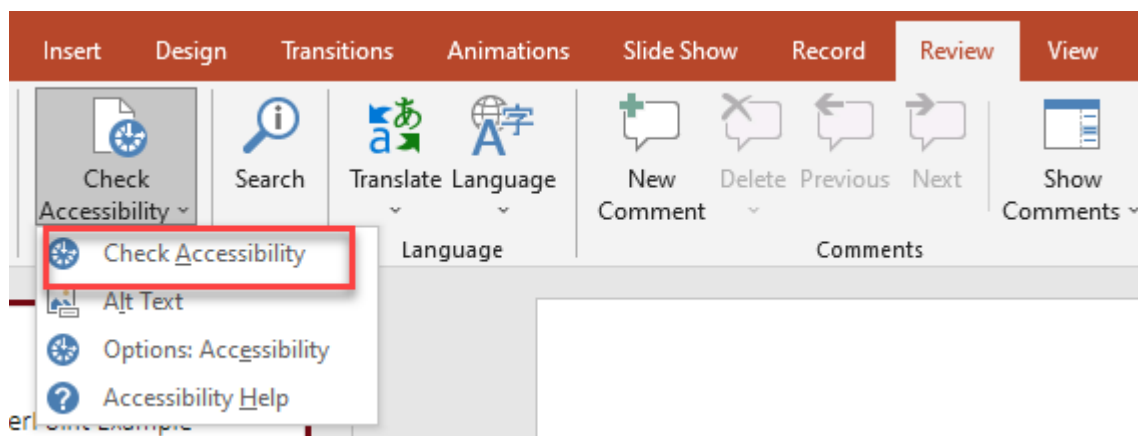 Insert Design Transitions Animations Slide Show Record Review View
Check Accessibility
Search
Translate
Language
New Comment
Delete
Previous
Next
Show Comments
Language
Comments
Check Accessibility
Alt Text
Options: Accessibility
Accessibility Help